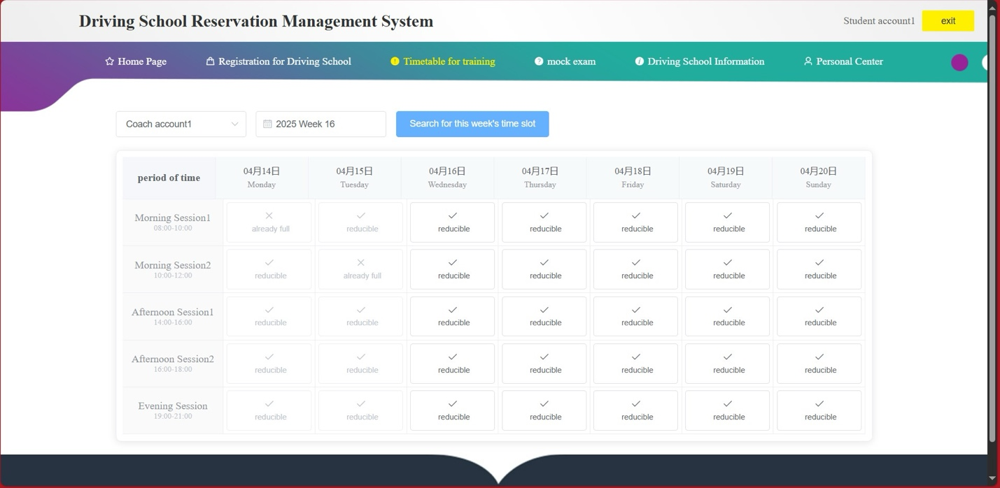 Driving School Reservation Management System
Student account1
exit
Home Page
Registration for Driving School
Timetable for training
mock exam
Driving School Information
Personal Center
Coach account1
2025 Week 16
Search for this week's time slot
period of time
04月14日
Monday
04月15日
Tuesday
04月16日
Wednesday
04月17日
Thursday
04月18日
Friday
04月19日
Saturday
04月20日
Sunday
Morning Session1
08:00-10:00
already full
reducible
reducible
reducible
reducible
reducible
reducible
Morning Session2
10:00-12:00
reducible
already full
reducible
reducible
reducible
reducible
reducible
Afternoon Session1
14:00-16:00
reducible
reducible
reducible
reducible
reducible
reducible
reducible
Afternoon Session2
16:00-18:00
reducible
reducible
reducible
reducible
reducible
reducible
reducible
Evening Session
19:00-21:00
reducible
reducible
reducible
reducible
reducible
reducible
reducible